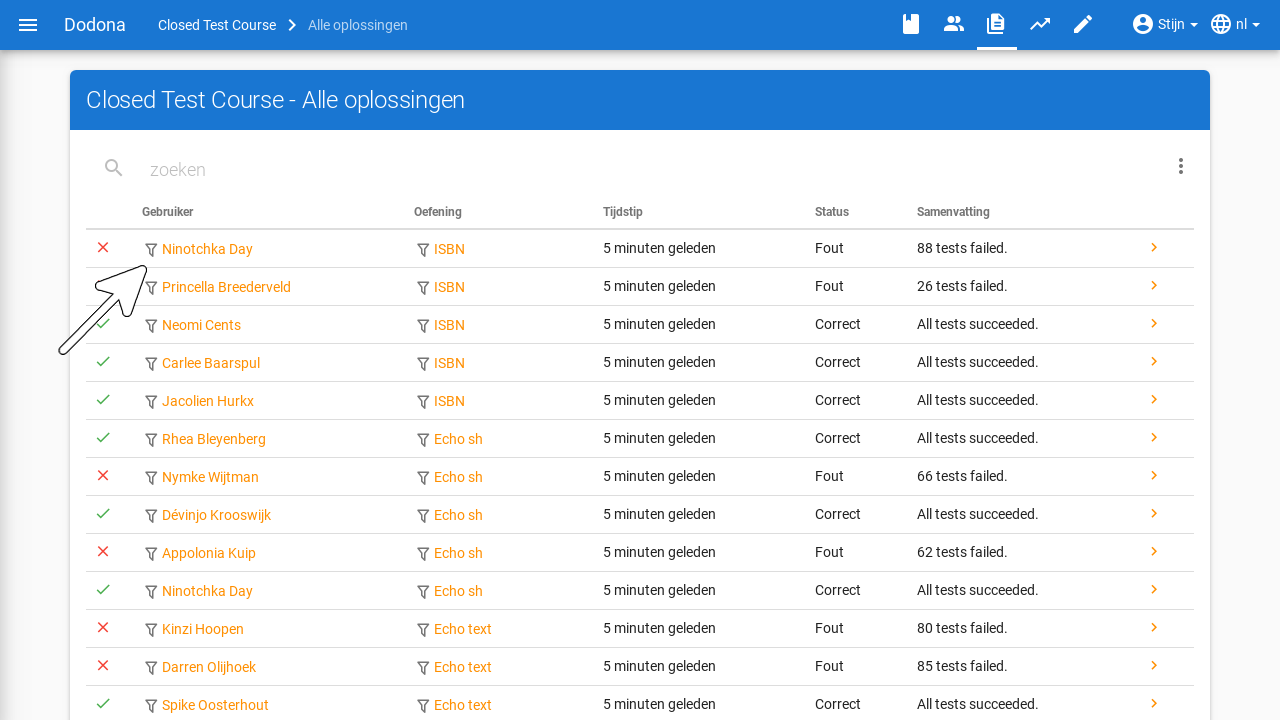 Dodona Closed Test Course Alle oplossingen Stijn nl
Closed Test Course - Alle oplossingen
zoeken
Gebruiker Oefening Tijdstip Status Samenvatting
Ninotchka Day ISBN 5 minuten geleden Fout 88 tests failed.
Princella Breederveld ISBN 5 minuten geleden Fout 26 tests failed.
Neomi Cents ISBN 5 minuten geleden Correct All tests succeeded.
Carlee Baarspul ISBN 5 minuten geleden Correct All tests succeeded.
Jacolien Hurkx ISBN 5 minuten geleden Correct All tests succeeded.
Rhea Bleyenberg Echo sh 5 minuten geleden Correct All tests succeeded.
Nymke Wijtman Echo sh 5 minuten geleden Fout 66 tests failed.
Dévinjo Krooswijk Echo sh 5 minuten geleden Correct All tests succeeded.
Appolonia Kuip Echo sh 5 minuten geleden Fout 62 tests failed.
Ninotchka Day Echo sh 5 minuten geleden Correct All tests succeeded.
Kinzi Hoopen Echo text 5 minuten geleden Fout 80 tests failed.
Darren Olijhoek Echo text 5 minuten geleden Fout 85 tests failed.
Spike Oosterhout Echo text 5 minuten geleden Correct All tests succeeded.